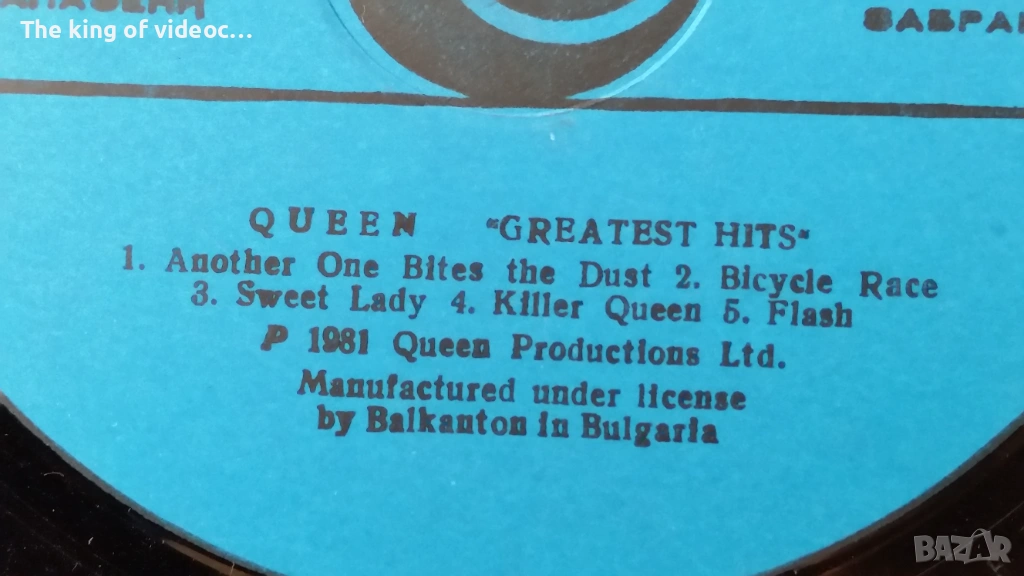 The king of videoc...
QUEEN "GREATEST HITS"
1. Another One Bites the Dust 2. Bicycle Race
3. Sweet Lady 4. Killer Queen 5. Flash
P 1981 Queen Productions Ltd.
Manufactured under license
by Balkanton in Bulgaria
BAZAR